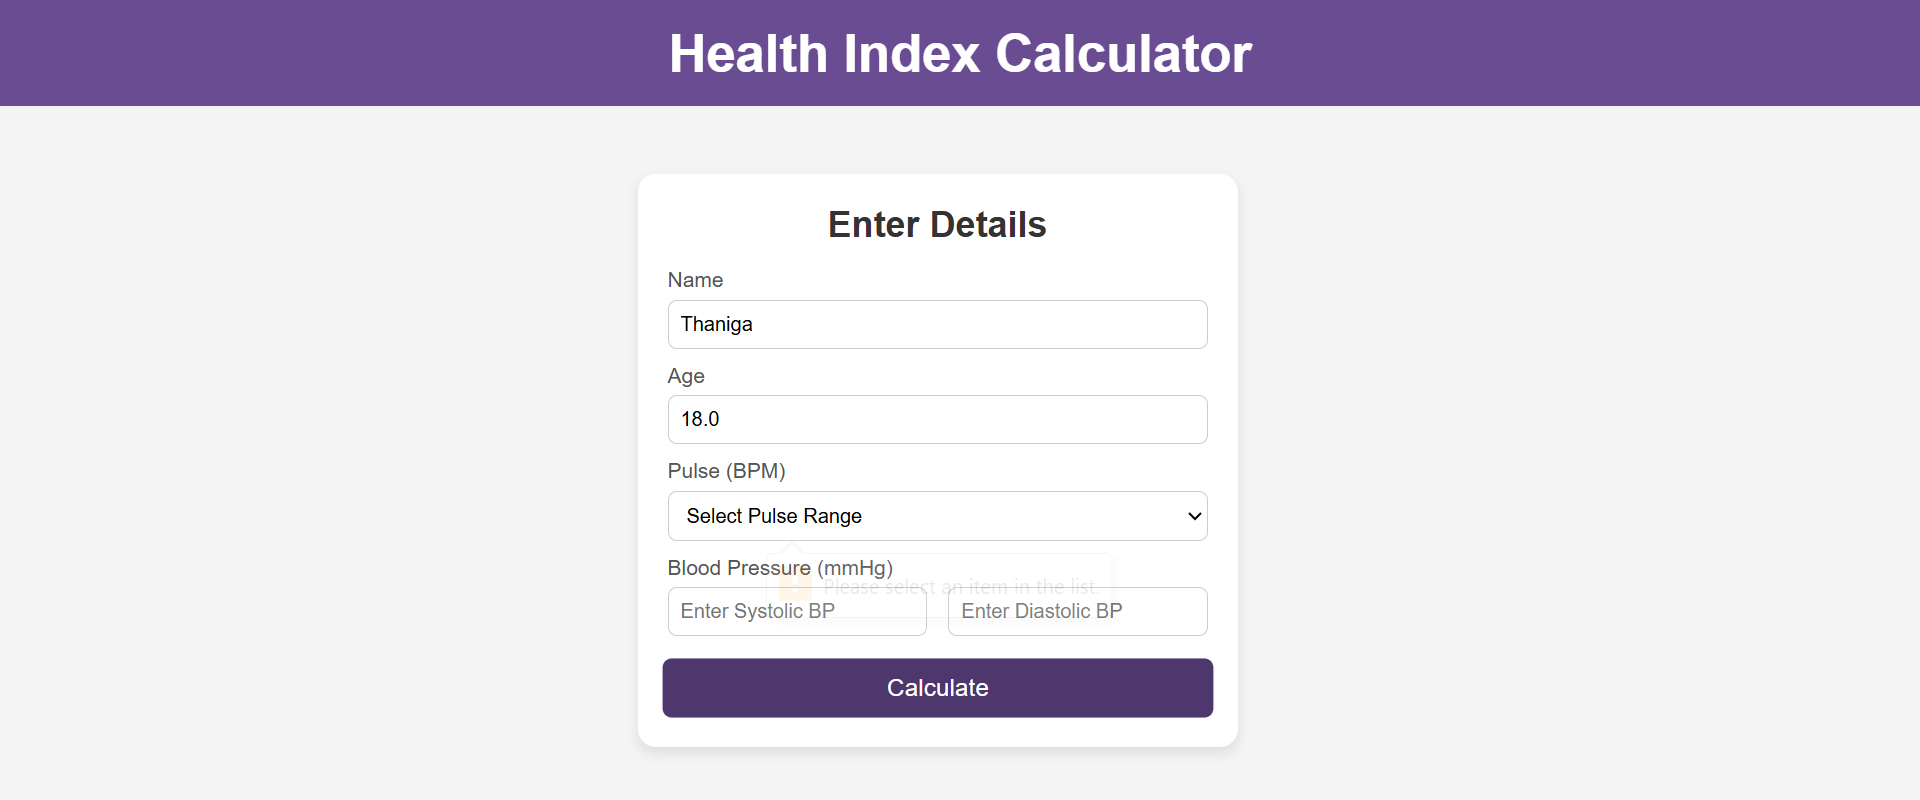 Health Index Calculator
Enter Details
Name
Thaniga
Age
18.0
Pulse (BPM)
Select Pulse Range
Blood Pressure (mmHg)
Please select an item in the list.
Enter Systolic BP
Enter Diastolic BP
Calculate